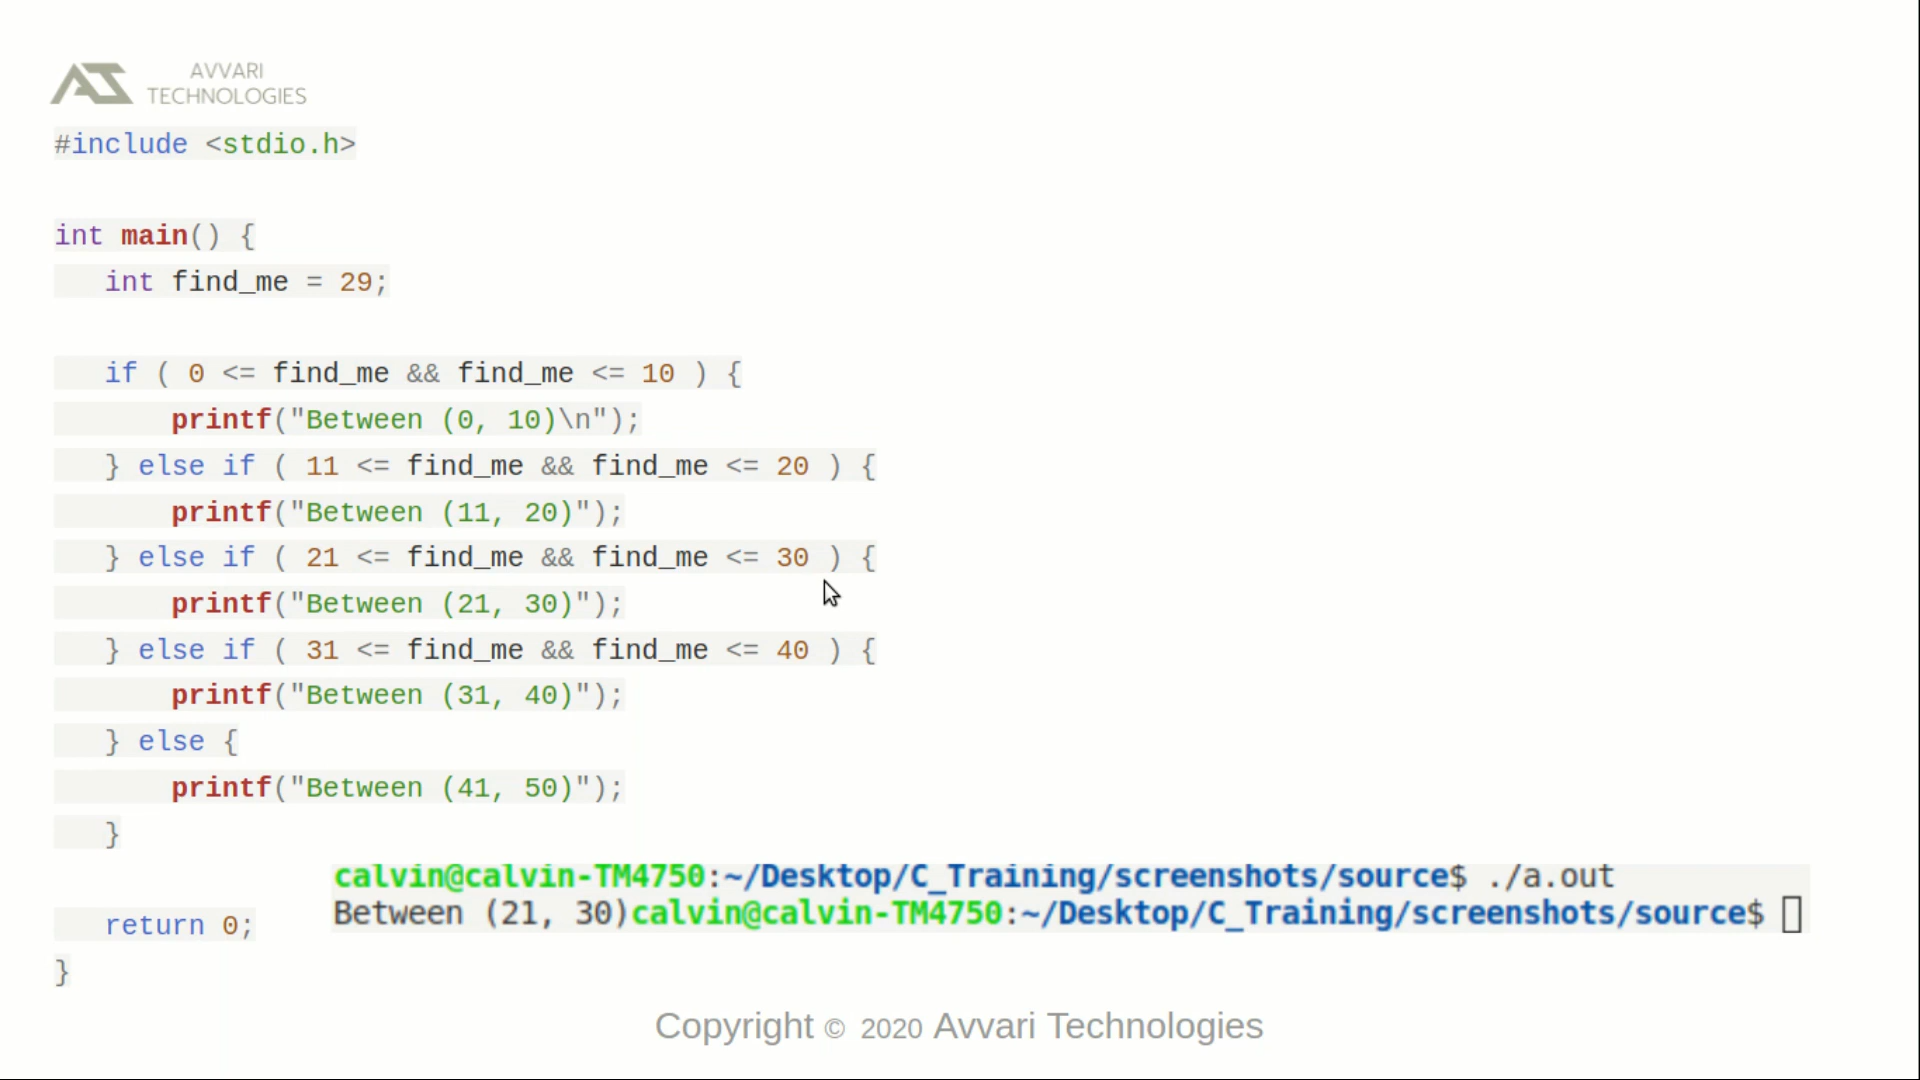 AVVARI
TECHNOLOGIES
#include <stdio.h>
int main() {
   int find_me = 29;
   if ( 0 <= find_me && find_me <= 10 ) {
       printf("Between (0, 10)\n");
   } else if ( 11 <= find_me && find_me <= 20 ) {
       printf("Between (11, 20)");
   } else if ( 21 <= find_me && find_me <= 30 ) {
       printf("Between (21, 30)");
   } else if ( 31 <= find_me && find_me <= 40 ) {
       printf("Between (31, 40)");
   } else {
       printf("Between (41, 50)");
   }
   return 0;
}
calvin@calvin-TM4750:~/Desktop/C_Training/screenshots/source$ ./a.out
Between (21, 30)calvin@calvin-TM4750:~/Desktop/C_Training/screenshots/source$
Copyright © 2020 Avvari Technologies